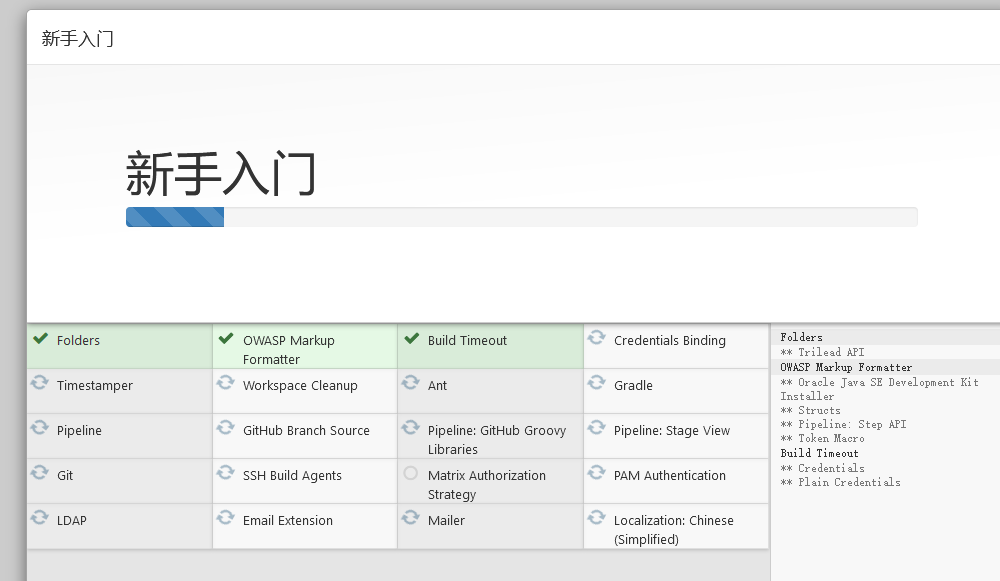 新手入门
新手入门
Folders
OWASP Markup
Formatter
Build Timeout
Credentials Binding
Timestamper
Workspace Cleanup
Ant
Gradle
Pipeline
GitHub Branch Source
Pipeline: GitHub Groovy
Libraries
Pipeline: Stage View
Git
SSH Build Agents
Matrix Authorization
Strategy
PAM Authentication
LDAP
Email Extension
Mailer
Localization: Chinese
(Simplified)
Folders
** Trilead API
OWASP Markup Formatter
** Oracle Java SE Development Kit
Installer
** Structs
** Pipeline: Step API
** Token Macro
Build Timeout
** Credentials
** Plain Credentials